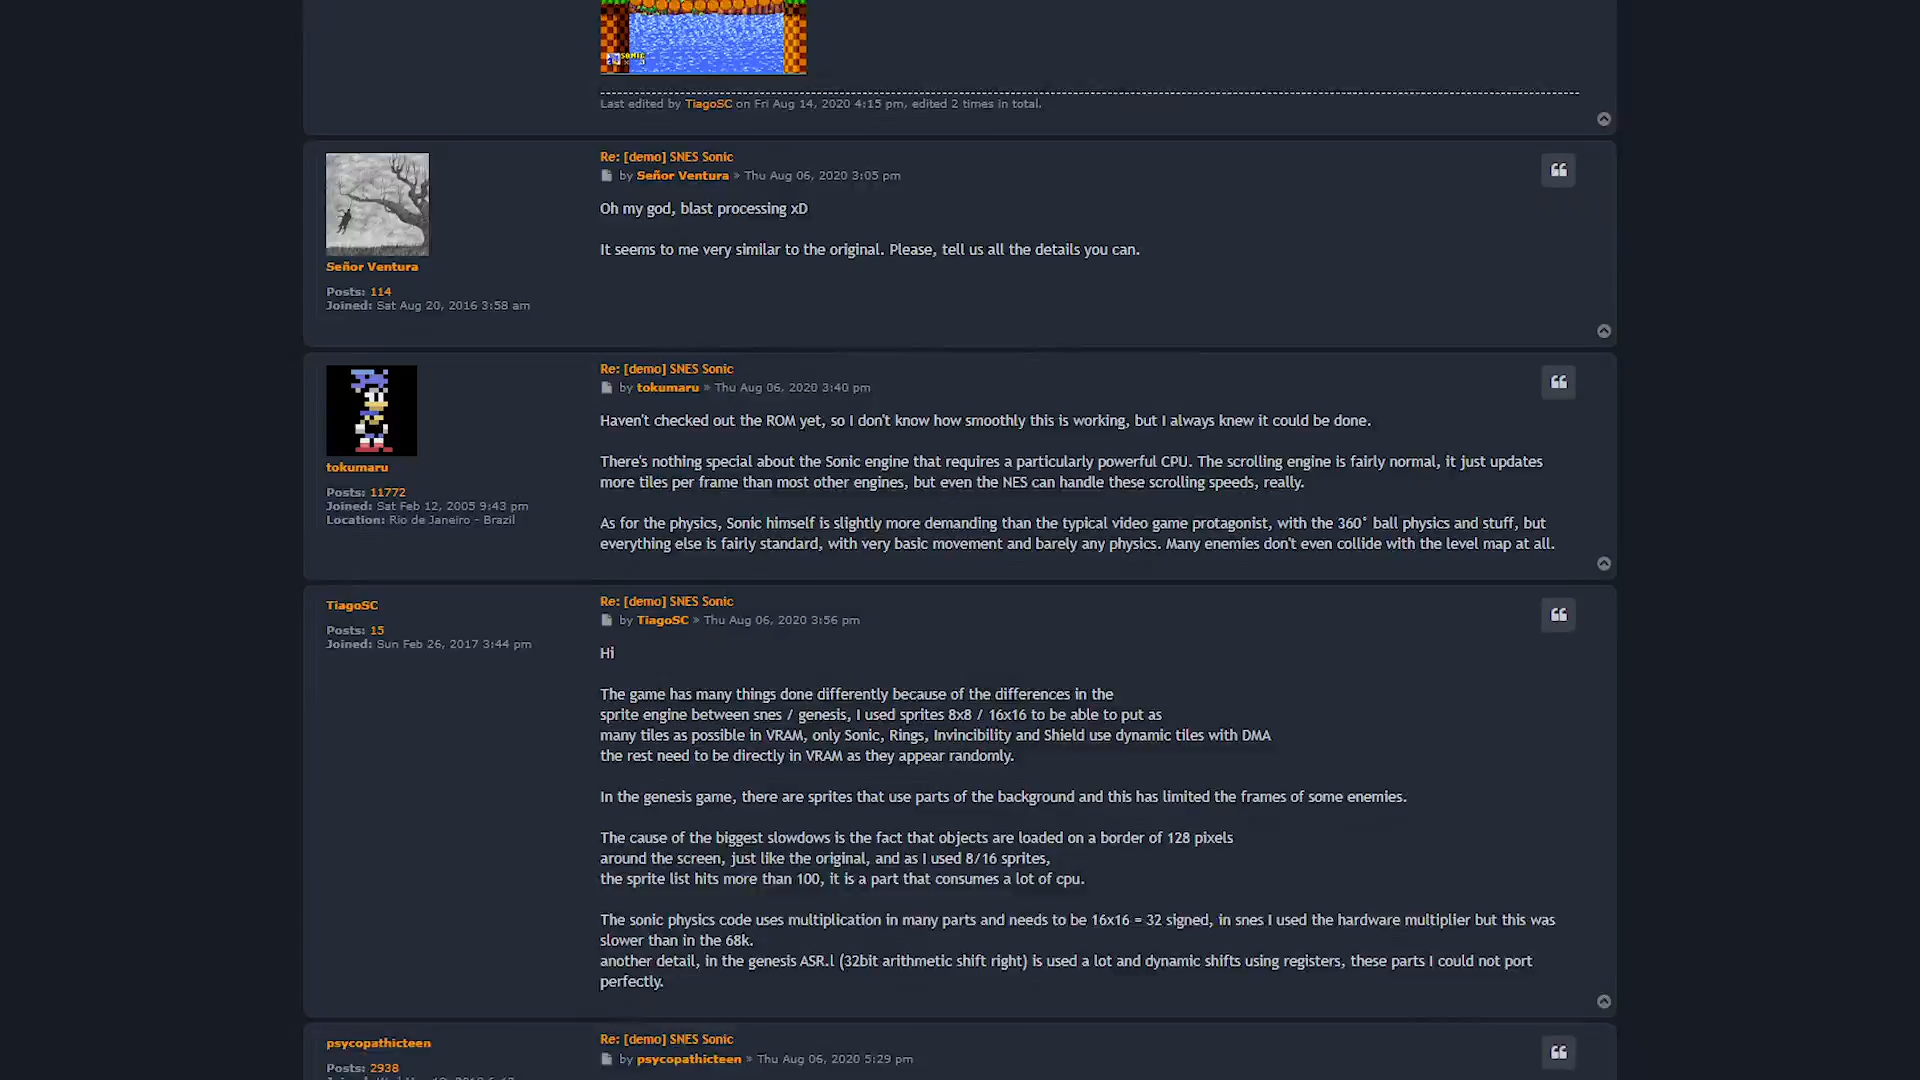 SONIC
Last edited by TiagoSC on Fri Aug 14, 2020 4:15 pm, edited 2 times in total.
Re: [demo] SNES Sonic
by Señor Ventura » Thu Aug 06, 2020 3:05 pm
Oh my god, blast processing xD
It seems to me very similar to the original. Please, tell us all the details you can.
Señor Ventura
Posts: 114
Joined: Sat Aug 20, 2016 3:58 am
Re: [demo] SNES Sonic
by tokumaru » Thu Aug 06, 2020 3:40 pm
Haven't checked out the ROM yet, so I don't know how smoothly this is working, but I always knew it could be done.
There's nothing special about the Sonic engine that requires a particularly powerful CPU. The scrolling engine is fairly normal, it just updates
more tiles per frame than most other engines, but even the NES can handle these scrolling speeds, really.
As for the physics, Sonic himself is slightly more demanding than the typical video game protagonist, with the 360° ball physics and stuff, but
everything else is fairly standard, with very basic movement and barely any physics. Many enemies don't even collide with the level map at all.
tokumaru
Posts: 11772
Joined: Sat Feb 12, 2005 9:43 pm
Location: Rio de Janeiro - Brazil
TiagoSC
Posts: 15
Joined: Sun Feb 26, 2017 3:44 pm
Re: [demo] SNES Sonic
by TiagoSC » Thu Aug 06, 2020 3:56 pm
Hi
The game has many things done differently because of the differences in the
sprite engine between snes / genesis, I used sprites 8x8 / 16x16 to be able to put as
many tiles as possible in VRAM, only Sonic, Rings, Invincibility and Shield use dynamic tiles with DMA
the rest need to be directly in VRAM as they appear randomly.
In the genesis game, there are sprites that use parts of the background and this has limited the frames of some enemies.
The cause of the biggest slowdows is the fact that objects are loaded on a border of 128 pixels
around the screen, just like the original, and as I used 8/16 sprites,
the sprite list hits more than 100, it is a part that consumes a lot of cpu.
The sonic physics code uses multiplication in many parts and needs to be 16x16 = 32 signed, in snes I used the hardware multiplier but this was
slower than in the 68k.
another detail, in the genesis ASR.l (32bit arithmetic shift right) is used a lot and dynamic shifts using registers, these parts I could not port
perfectly.
psycopathicteen
Posts: 2938
Re: [demo] SNES Sonic
by psycopathicteen » Thu Aug 06, 2020 5:29 pm